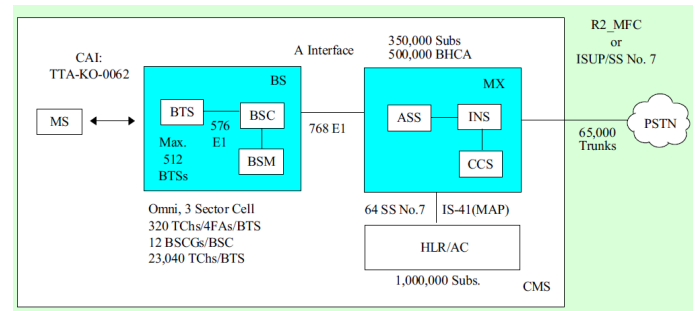 CAI:
TTA-KO-0062
A Interface
350,000 Subs
500,000 BHCA
R2_MFC
or
ISUP/SS No. 7
BS
MX
MS
BTS
BSC
576
E1
BSM
Max.
512
BTSs
768 E1
ASS
INS
CCS
65,000
Trunks
PSTN
Omni, 3 Sector Cell
320 TChs/4FAs/BTS
12 BSCGs/BSC
23,040 TChs/BTS
64 SS No.7
IS-41(MAP)
HLR/AC
1,000,000 Subs.
CMS